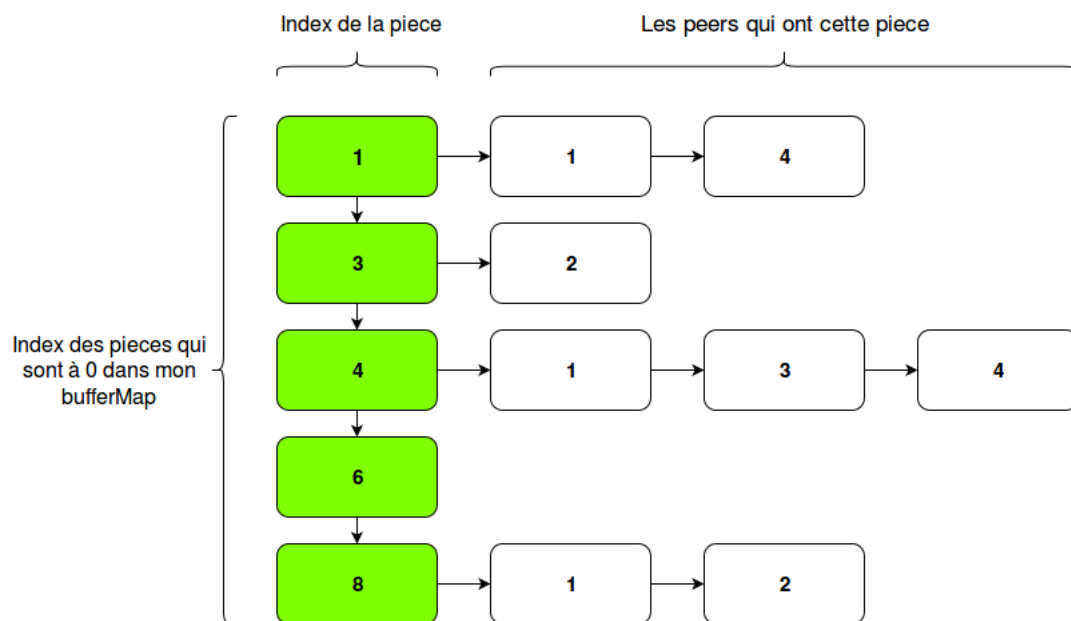 Index de la piece
Les peers qui ont cette piece
1
1
4
3
2
Index des pieces qui
sont à 0 dans mon
bufferMap
4
1
3
4
6
8
1
2